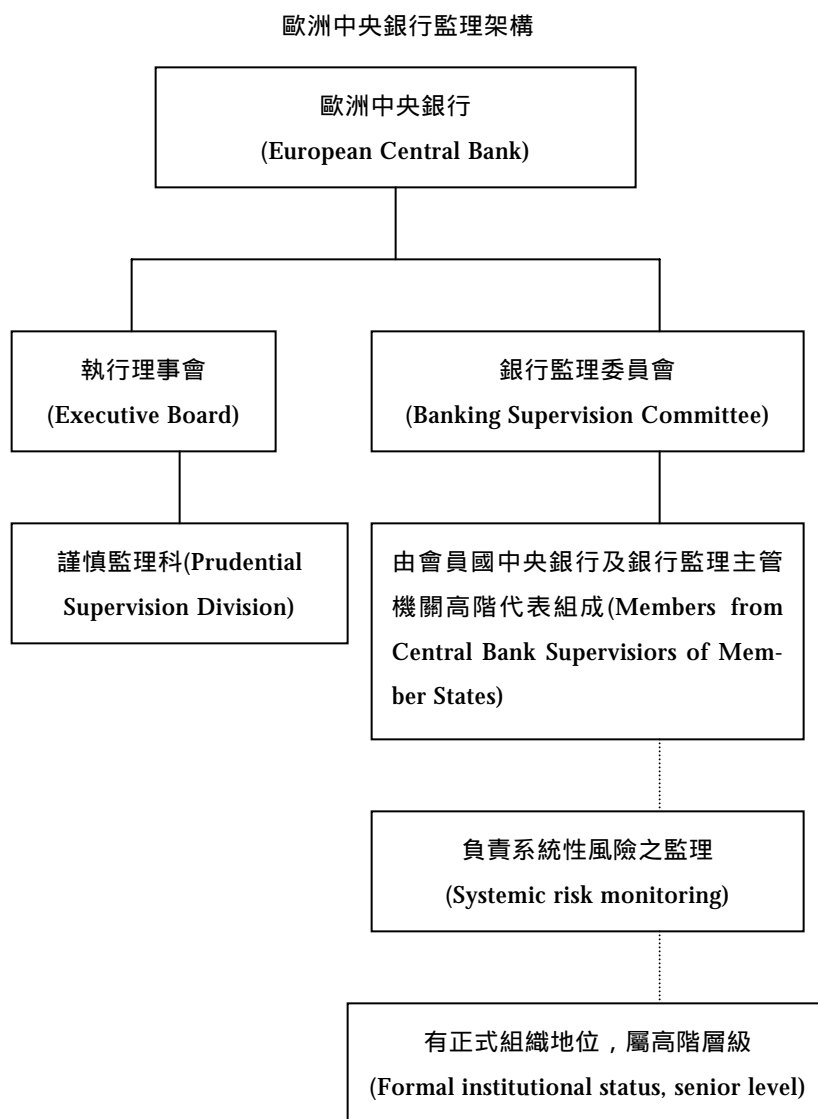 歐洲中央銀行監理架構
歐洲中央銀行
(European Central Bank)
執行理事會
(Executive Board)
銀行監理委員會
(Banking Supervision Committee)
謹慎監理科(Prudential
Supervision Division)
由會員國中央銀行及銀行監理主管
機關高階代表組成(Members from
Central Bank Supervisiors of Mem-
ber States)
負責系統性風險之監理
(Systemic risk monitoring)
有正式組織地位，屬高階層級
(Formal institutional status, senior level)